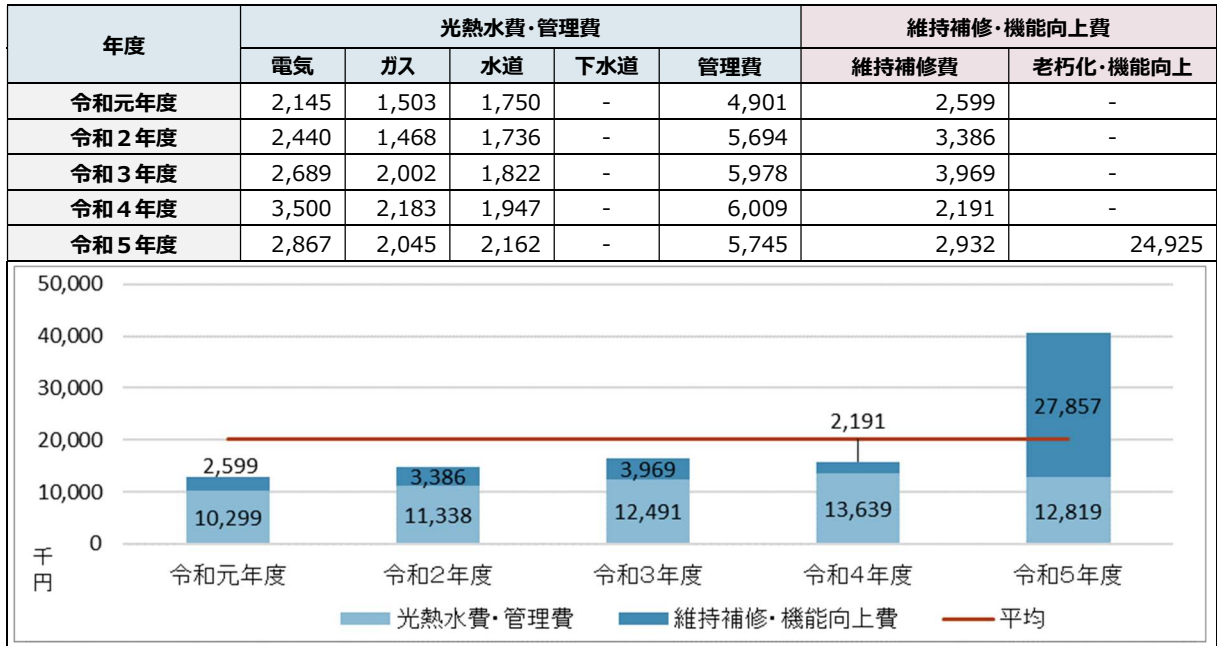 年度 光熱水費・管理費 維持補修・機能向上費
電気 ガス 水道 下水道 管理費 維持補修費 老朽化・機能向上
令和元年度 2,145 1,503 1,750 - 4,901 2,599 -
令和２年度 2,440 1,468 1,736 - 5,694 3,386 -
令和３年度 2,689 2,002 1,822 - 5,978 3,969 -
令和４年度 3,500 2,183 1,947 - 6,009 2,191 -
令和５年度 2,867 2,045 2,162 - 5,745 2,932 24,925
50,000
40,000
30,000
20,000
10,000
0
千円
2,599
3,386
3,969
2,191
27,857
10,299
11,338
12,491
13,639
12,819
令和元年度 令和2年度 令和3年度 令和4年度 令和5年度
光熱水費・管理費 維持補修・機能向上費 平均